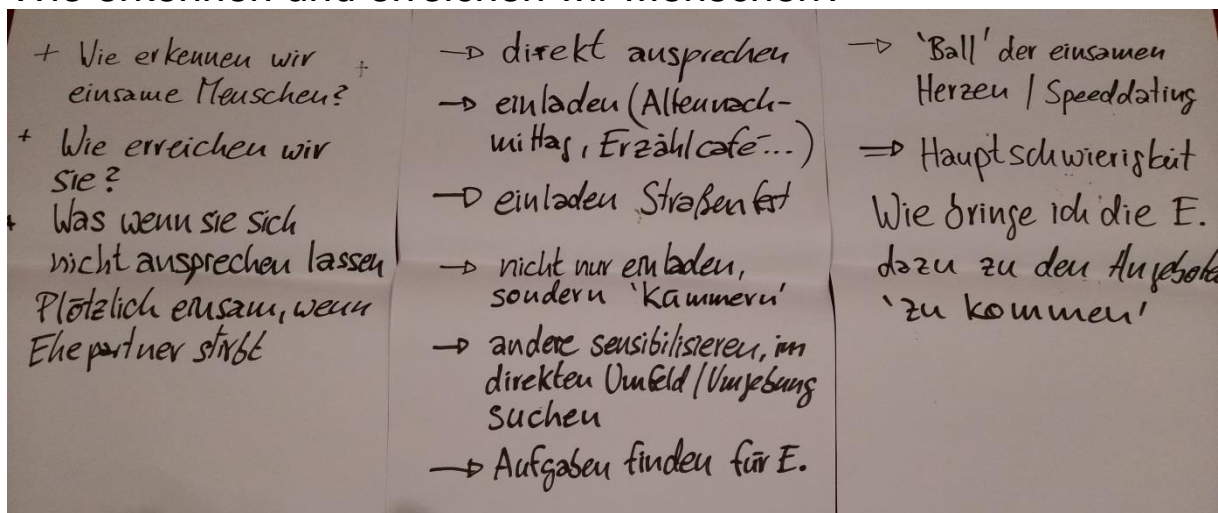 + Wie erkennen wir +
einsame Menschen?
+ Wie erreichen wir
sie?
+ Was wenn sie sich
nicht ansprechen lassen
Plötzlich einsam, wenn
Ehepartner stirbt
→ direkt ansprechen
→ einladen (Altennach-
mittag, Erzählcafé...)
→ einladen Straßenfest
→ nicht nur einladen,
sondern 'Kümmern'
→ andere sensibilisieren, im
direkten Umfeld / Umgebung
suchen
→ Aufgaben finden für E.
→ 'Ball' der einsamen
Herzen / Speeddating
⇒ Hauptschwierigkeit
Wie bringe ich die E.
dazu zu den Angebote
'zu kommen'